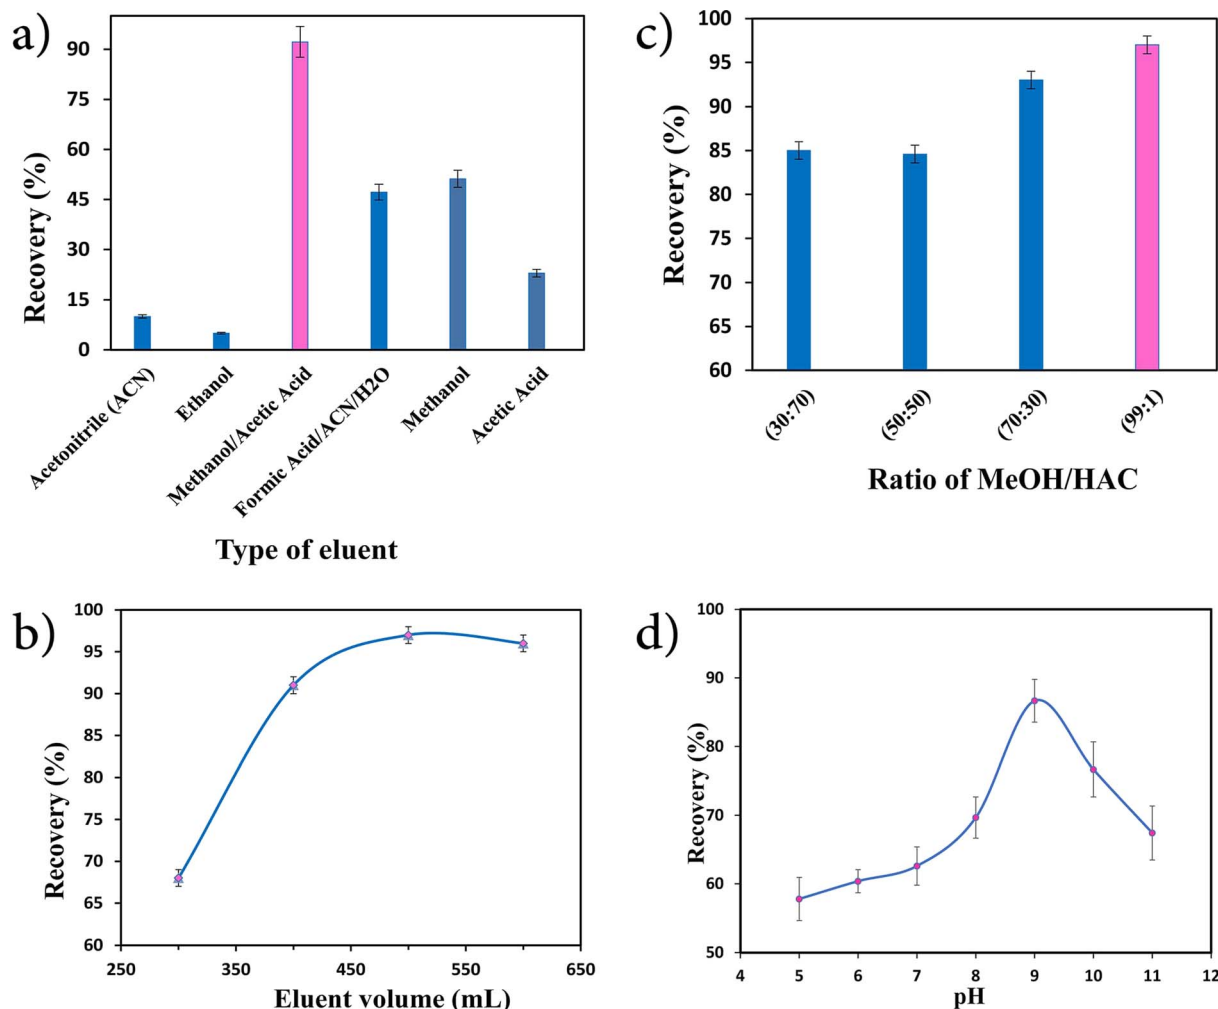 a)
Recovery (%)
90
75
60
45
30
15
0
Acetonitrile (ACN)
Ethanol
Methanol/Acetic Acid
Formic Acid/ACN/H2O
Methanol
Acetic Acid
Type of eluent
c)
Recovery (%)
100
95
90
85
80
75
70
65
60
(30:70)
(50:50)
(70:30)
(99:1)
Ratio of MeOH/HAC
b)
Recovery (%)
100
95
90
85
80
75
70
65
60
250 350 450 550 650
Eluent volume (mL)
d)
Recovery (%)
100
90
80
70
60
50
4 5 6 7 8 9 10 11 12
pH